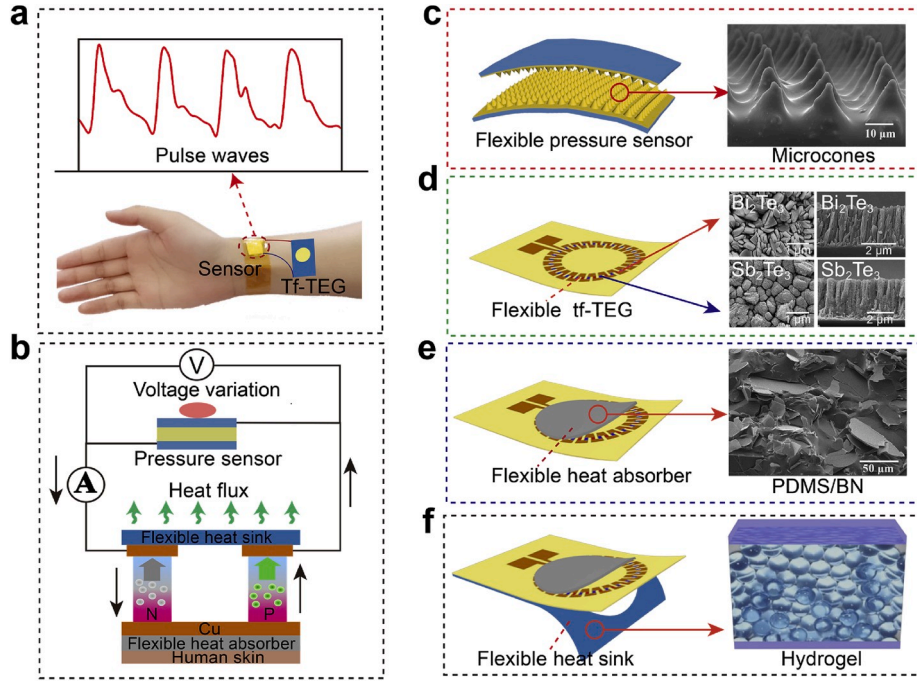 a
Pulse waves
Sensor
Tf-TEG
b
V
Voltage variation
Pressure sensor
A
Heat flux
Flexible heat sink
N
P
Cu
Flexible heat absorber
Human skin
c
Flexible pressure sensor
10 μm
Microcones
d
Bi2Te3
Bi2Te3
1 μm
2 μm
Sb2Te3
Sb2Te3
1 μm
2 μm
Flexible tf-TEG
e
Flexible heat absorber
50 μm
PDMS/BN
f
Flexible heat sink
Hydrogel